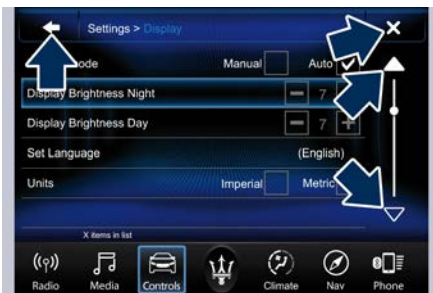 Settings > Display
ode Manual Auto
Display Brightness Night 7
Display Brightness Day 7
Set Language (English)
Units Imperial Metric
X items in list
Radio Media Controls Climate Nav Phone